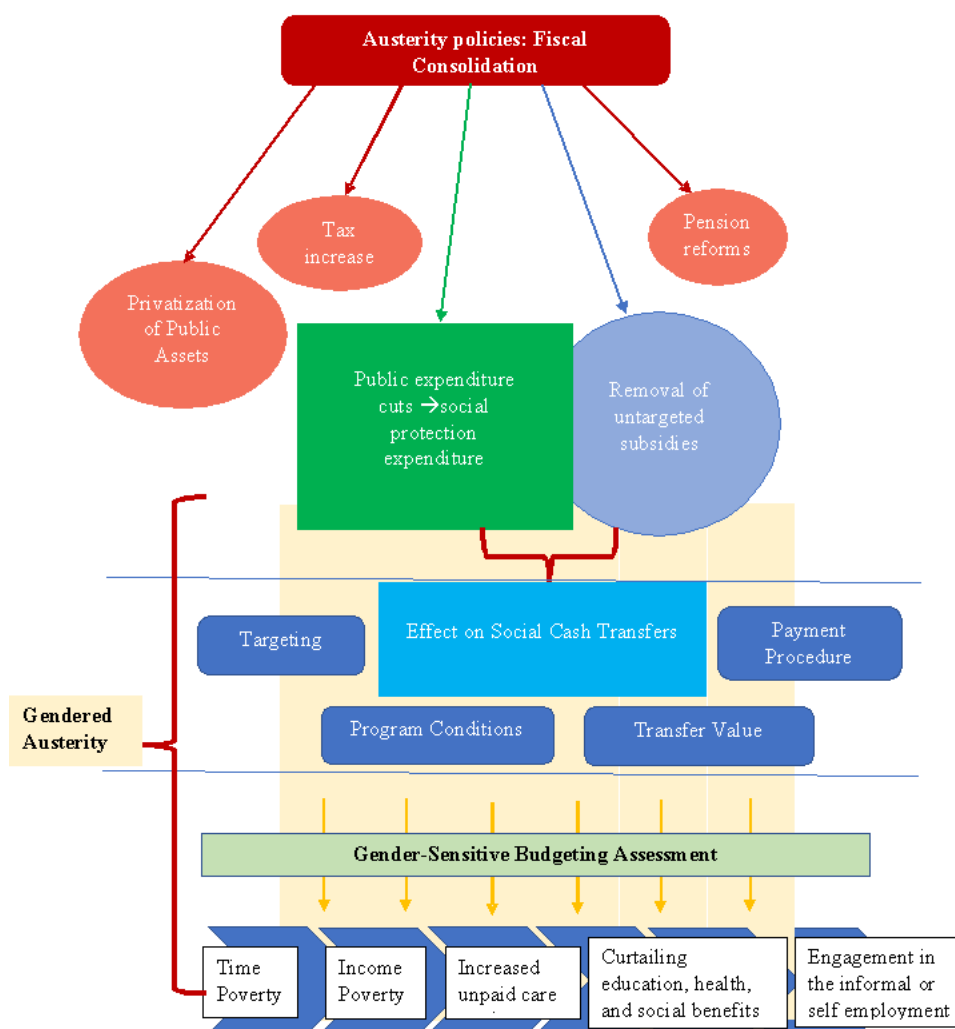 Austerity policies: Fiscal
Consolidation
Tax
increase
Pension
reforms
Privatization
of Public
Assets
Public expenditure
cuts →social
protection
expenditure
Removal of
untargeted
subsidies
Targeting
Effect on Social Cash Transfers
Payment
Procedure
Gendered
Austerity
Program Conditions
Transfer Value
Gender-Sensitive Budgeting Assessment
Time
Poverty
Income
Poverty
Increased
unpaid care
Curtailing
education, health,
and social benefits
Engagement in
the informal or
self employment